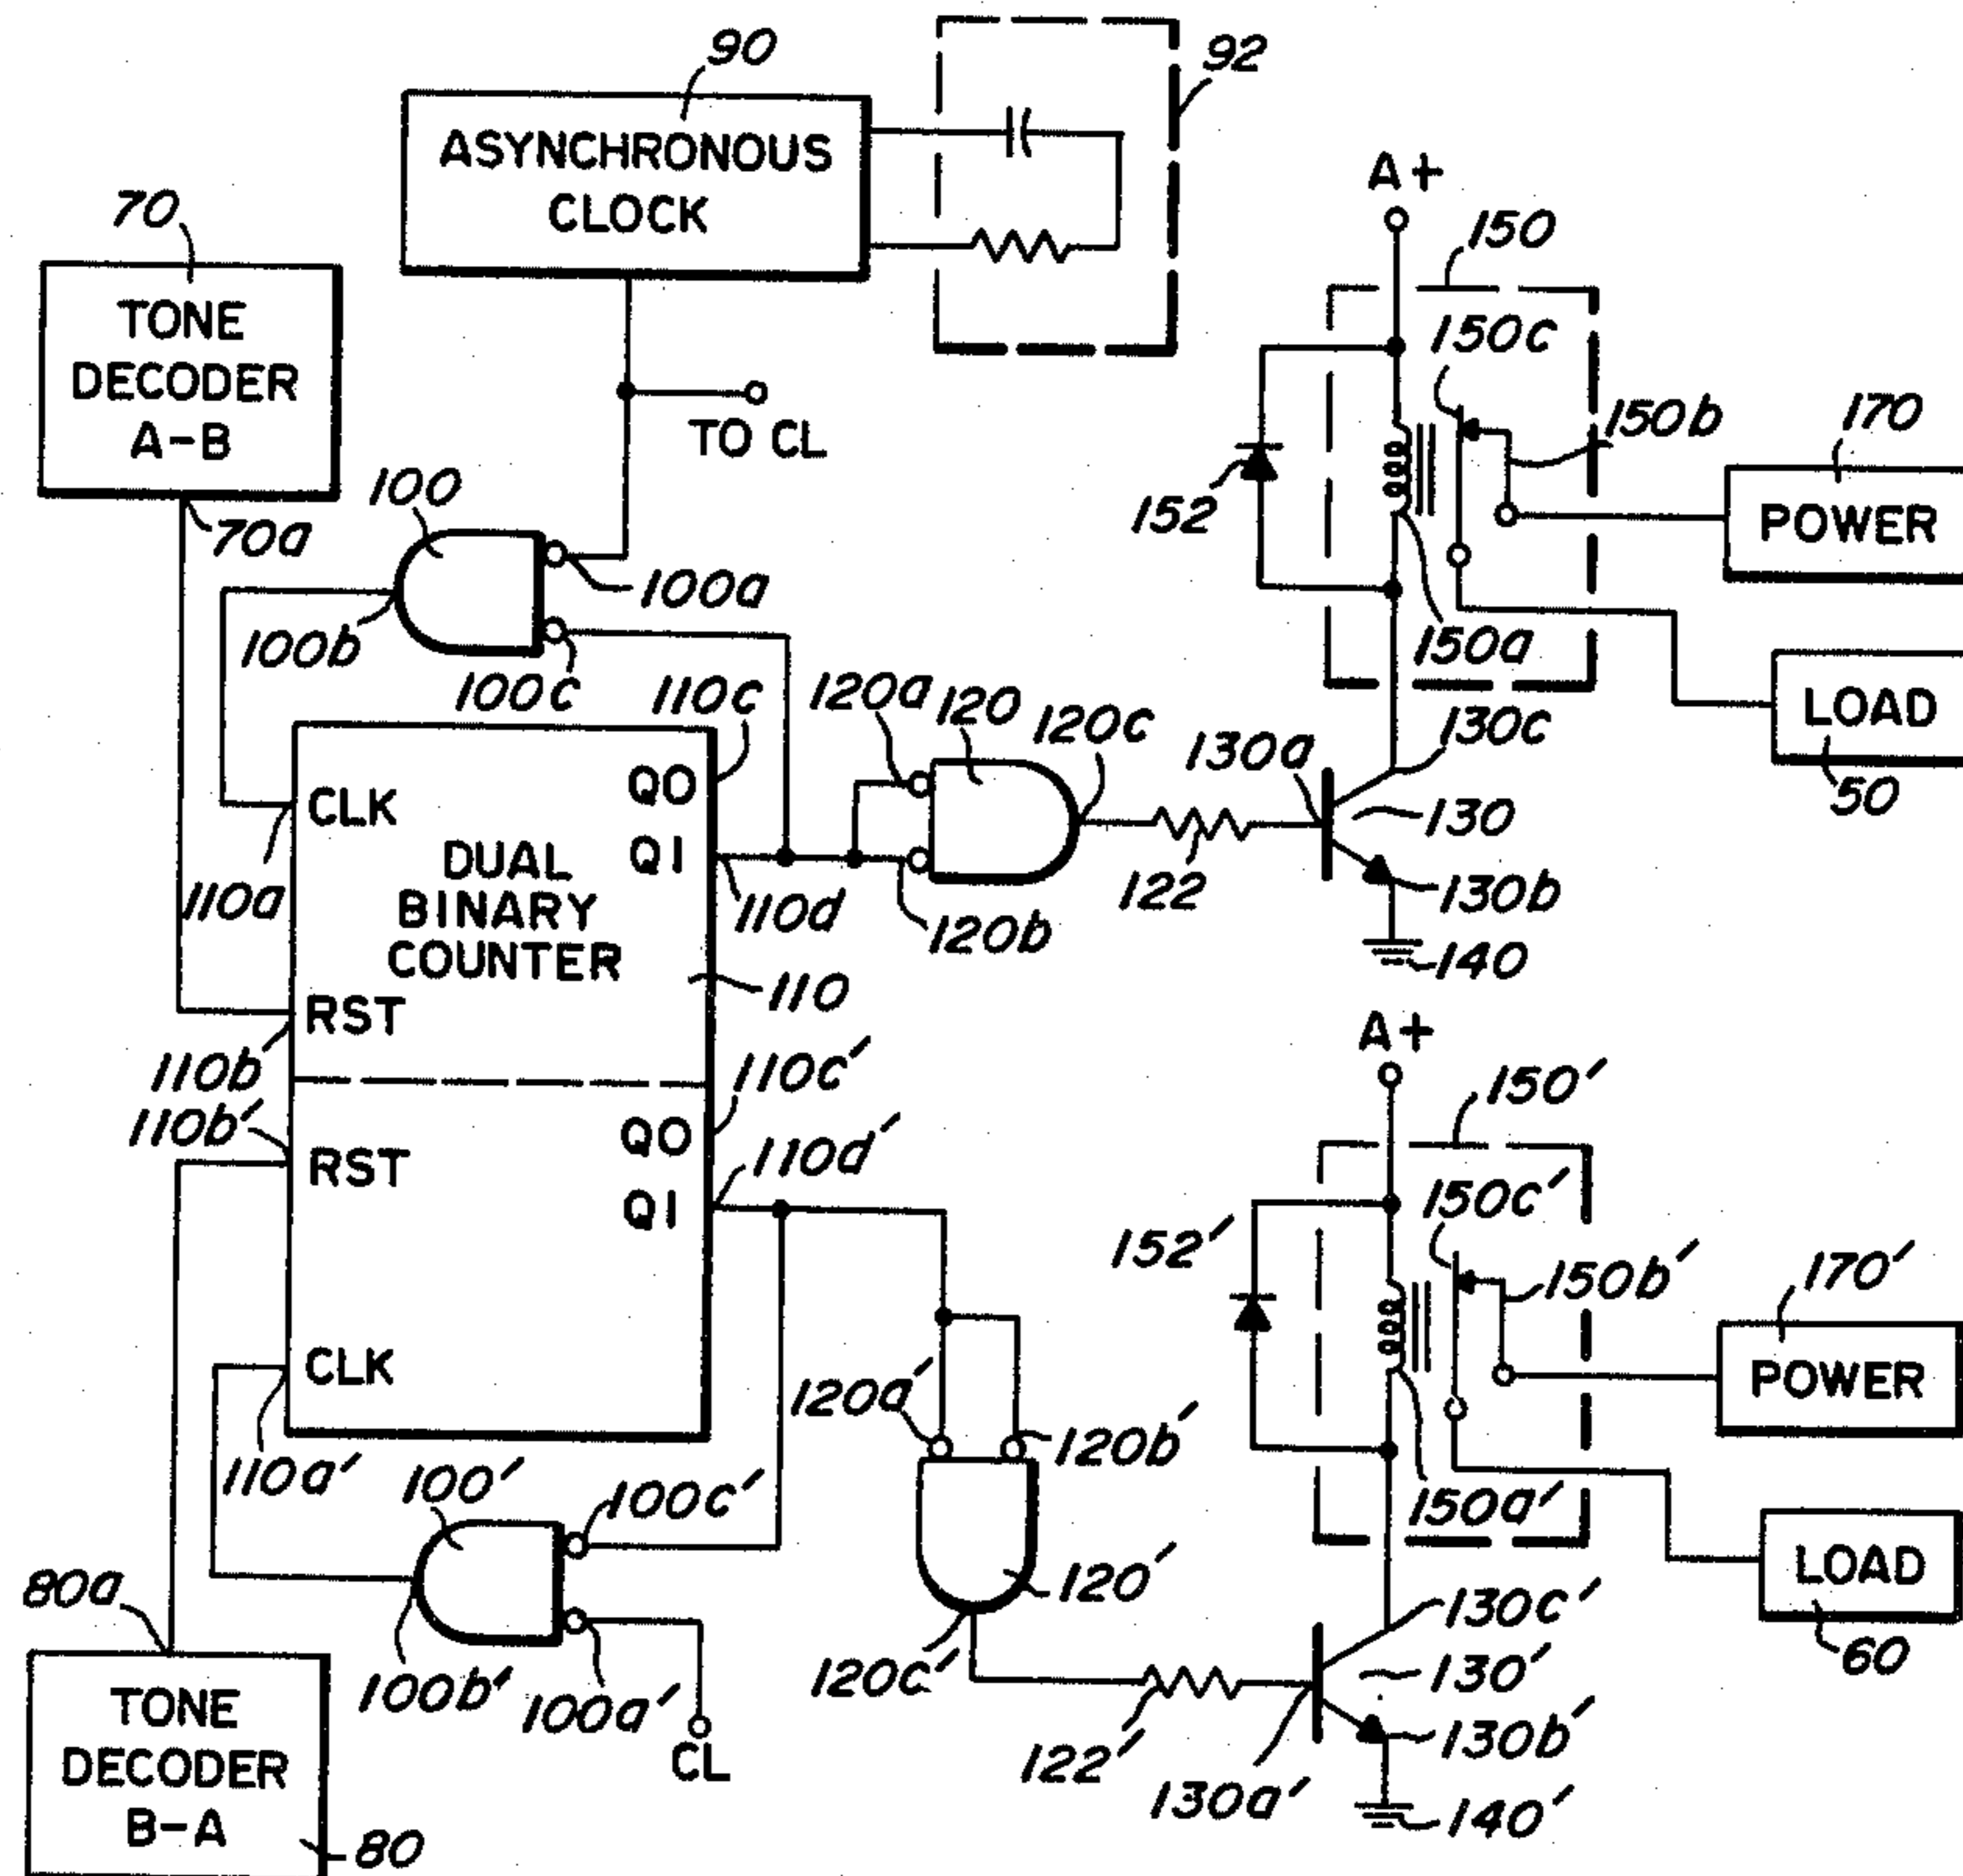 90
92
ASYNCHRONOUS
CLOCK
70
TONE
DECODER
A-B
70a
TO CL
100
100a
100b
100c
A+
150
150c
150b
152
150a
170
POWER
LOAD
50
110c
120a
120
120c
130a
130c
130
130b
122
140
CLK
Q0
Q1
110a
DUAL
BINARY
COUNTER
110d
120b
110
RST
110b
110b'
110c'
RST
Q0
Q1
110d'
CLK
110a'
A+
150'
150c'
150b'
152'
150a'
170'
POWER
LOAD
60
120a'
120b'
120'
120c'
100'
100c'
100b'
100a'
CL
80a
TONE
DECODER
B-A
80
122'
130a'
130c'
130'
130b'
140'